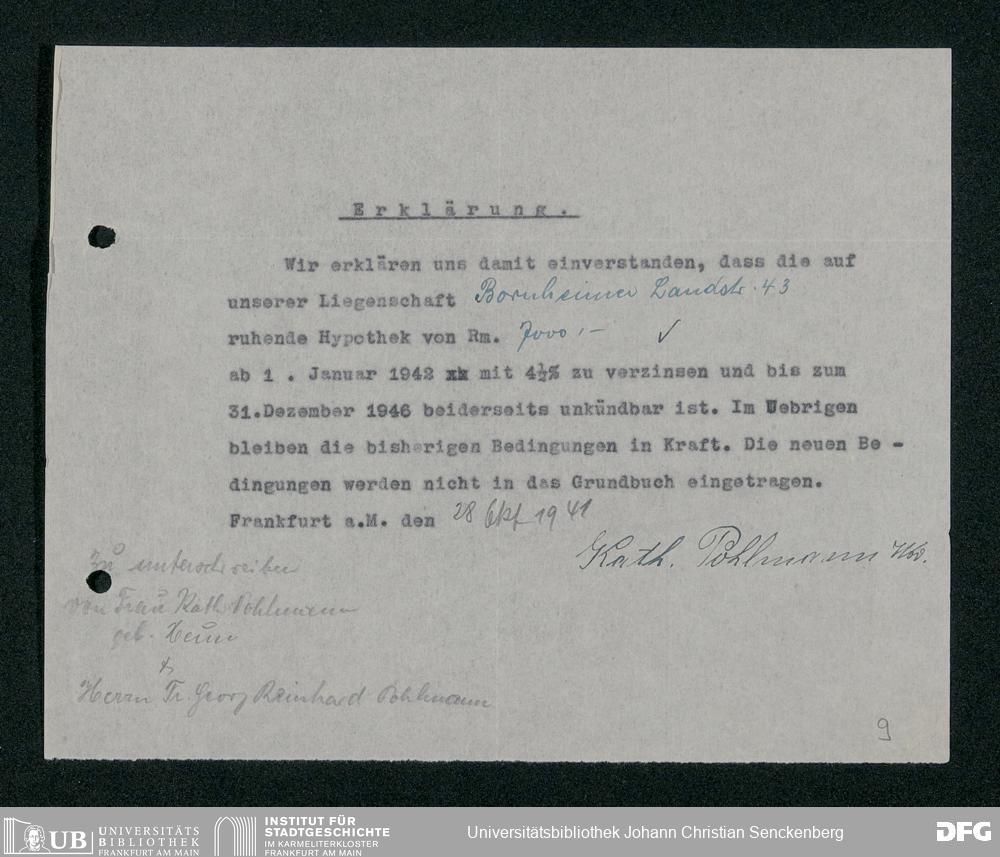 Erklärung.
Wir erklären uns damit einverstanden, dass die auf
unserer Liegenschaft Bornheimer Landstr. 43
ruhende Hypothek von Rm. 7000,-
ab 1 . Januar 1942 xx mit 4½% zu verzinsen und bis zum
31.Dezember 1946 beiderseits unkündbar ist. Im Uebrigen
bleiben die bisherigen Bedingungen in Kraft. Die neuen Be -
dingungen werden nicht in das Grundbuch eingetragen.
Frankfurt a.M. den 28 Okt 1941
Kath. Pohlmann Ww.
Zu unterschreiben
von Frau Kath Pohlmann
geb. Heun
Herrn Fr. Georg Reinhard Pohlmann
9
UB UNIVERSITÄTS
BIBLIOTHEK
FRANKFURT AM MAIN
INSTITUT FÜR
STADTGESCHICHTE
IM KARMELITERKLOSTER
FRANKFURT AM MAIN
Universitätsbibliothek Johann Christian Senckenberg
DFG